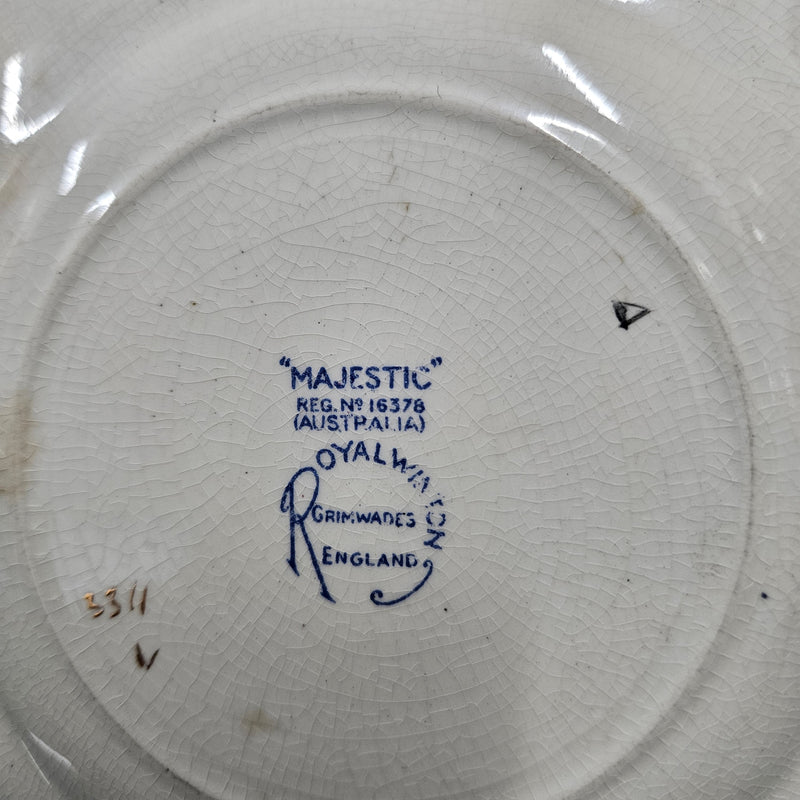 "MAJESTIC"
REG. Nº 16378
(AUSTRALIA)
ROYAL WINTON
GRIMWADES
ENGLAND
3311